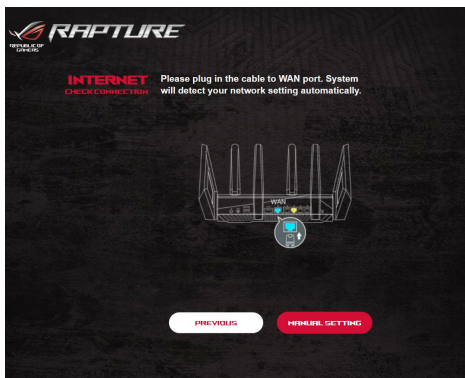 RAPTURE
REPUBLIC OF
GAMERS
INTERNET
CHECK CONNECTION
Please plug in the cable to WAN port. System
will detect your network setting automatically.
WAN
PREVIOUS
MANUAL SETTING